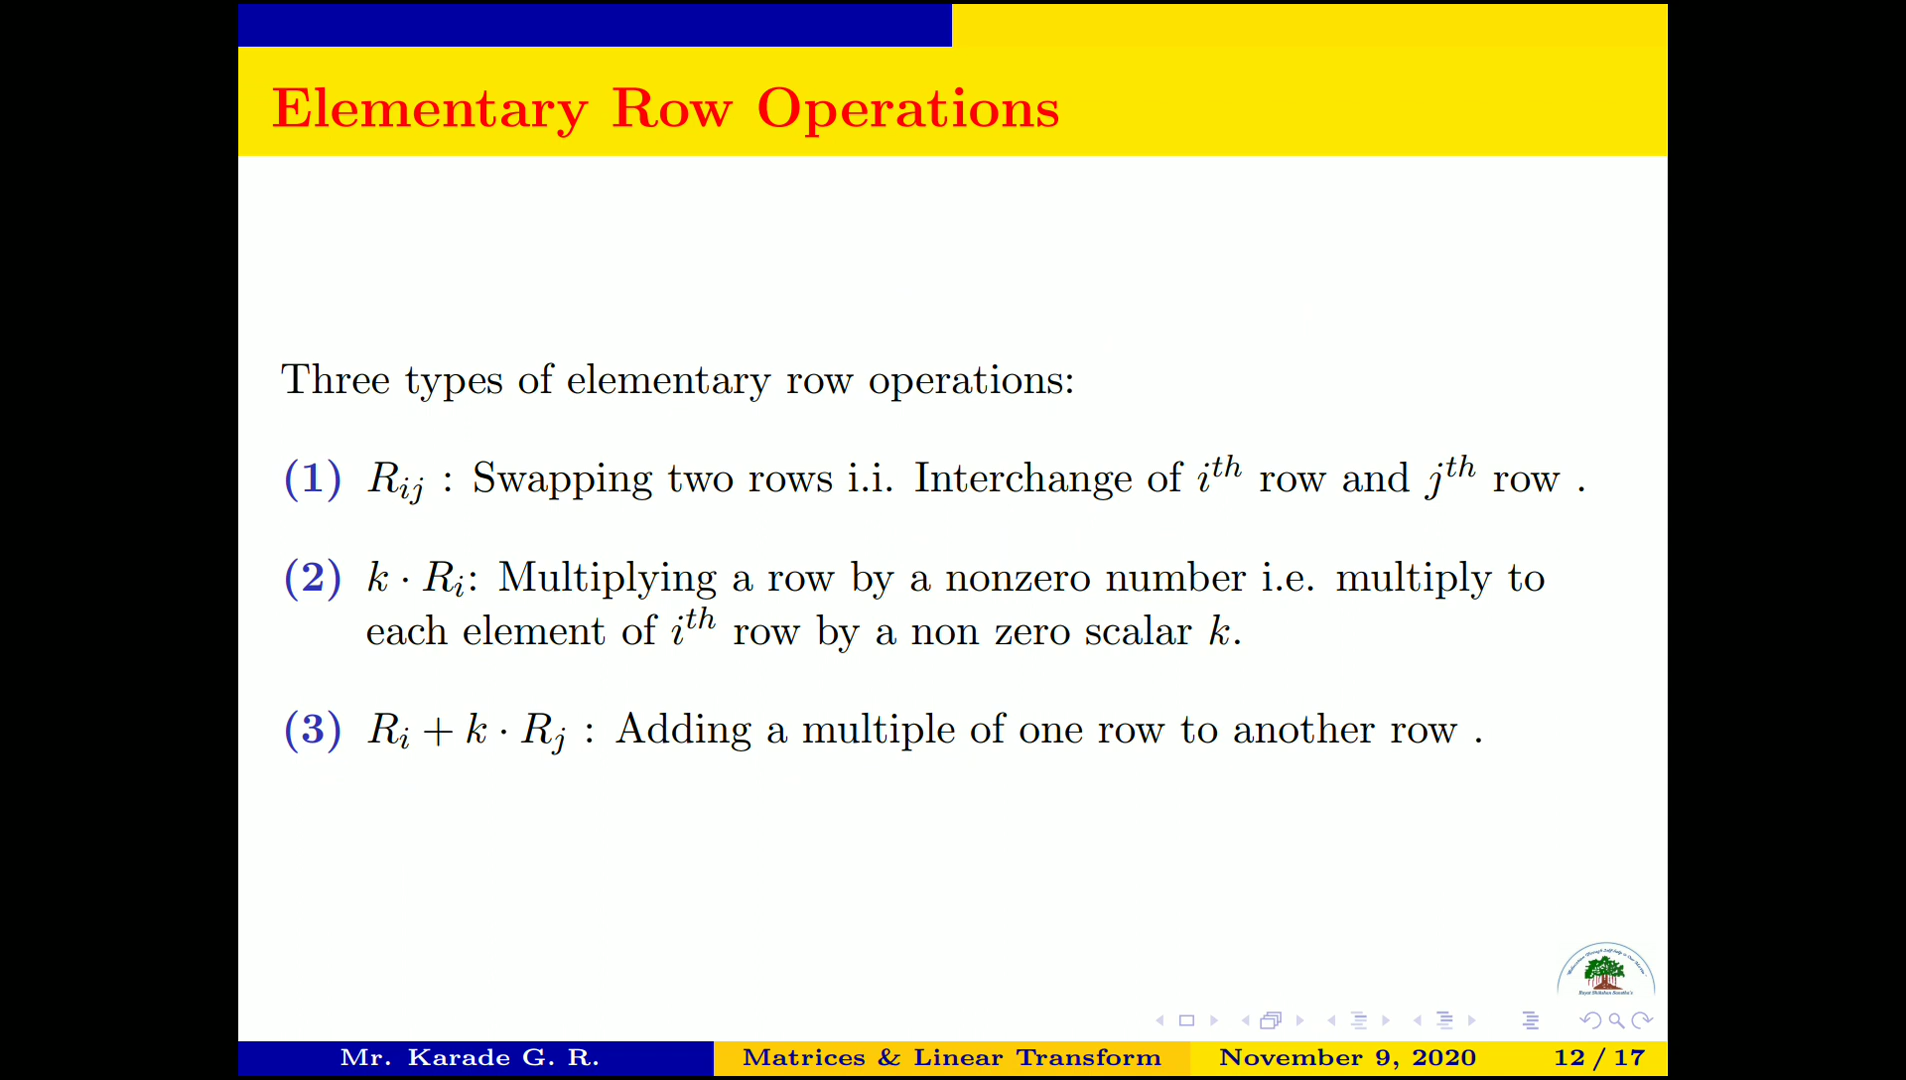 Elementary Row Operations
Three types of elementary row operations:
(1) R_{ij} : Swapping two rows i.i. Interchange of i^{th} row and j^{th} row .
(2) k · R_i: Multiplying a row by a nonzero number i.e. multiply to
each element of i^{th} row by a non zero scalar k.
(3) R_i + k · R_j : Adding a multiple of one row to another row .
Mr. Karade G. R. Matrices & Linear Transform November 9, 2020 12 / 17